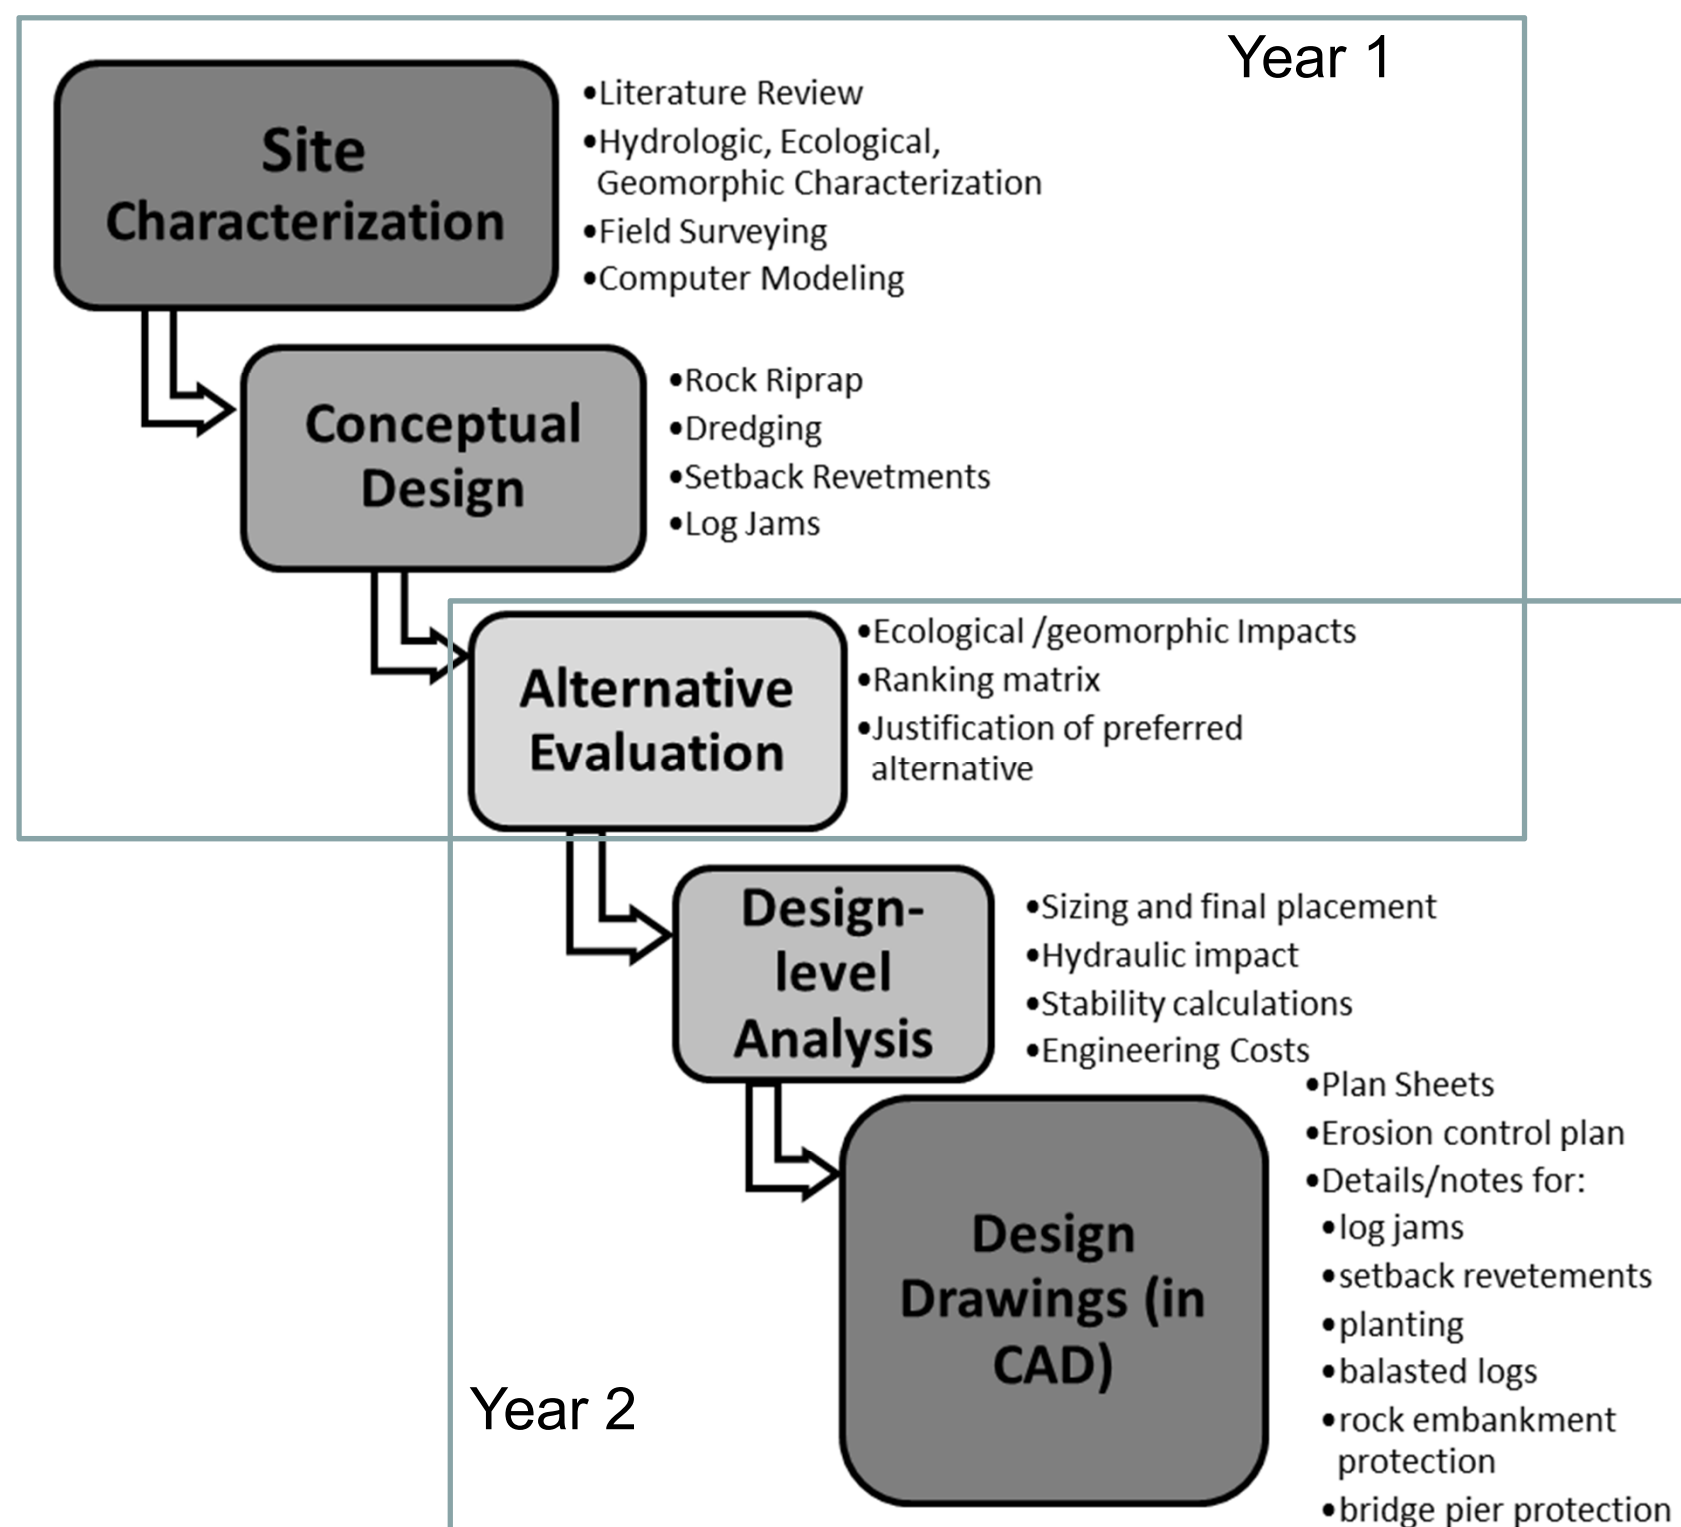 Year 1
Site
Characterization
•Literature Review
•Hydrologic, Ecological,
Geomorphic Characterization
•Field Surveying
•Computer Modeling
Conceptual
Design
•Rock Riprap
•Dredging
•Setback Revetments
•Log Jams
Alternative
Evaluation
•Ecological /geomorphic Impacts
•Ranking matrix
•Justification of preferred
alternative
Design-
level
Analysis
•Sizing and final placement
•Hydraulic impact
•Stability calculations
•Engineering Costs
Design
Drawings (in
CAD)
•Plan Sheets
•Erosion control plan
•Details/notes for:
•log jams
•setback revetements
•planting
•balasted logs
•rock embankment
protection
•bridge pier protection
Year 2